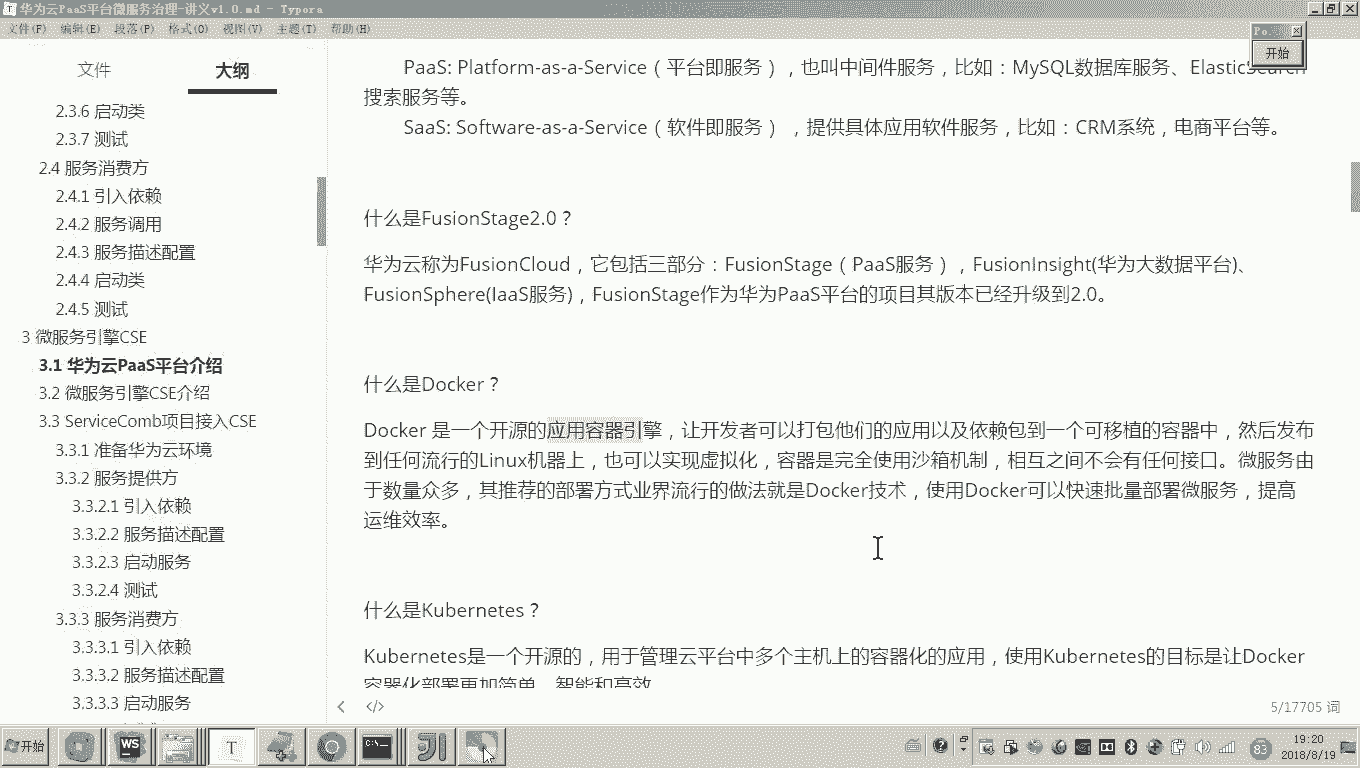 华为云PaaS平台微服务治理-讲义v1.0.md - Typora
文件(F) 编辑(E) 段落(P) 格式(O) 视图(V) 主题(T) 帮助(H)
开始
文件 大纲
2.3.6 启动类
2.3.7 测试
2.4 服务消费方
2.4.1 引入依赖
2.4.2 服务调用
2.4.3 服务描述配置
2.4.4 启动类
2.4.5 测试
3 微服务引擎CSE
3.1 华为云PaaS平台介绍
3.2 微服务引擎CSE介绍
3.3 ServiceComb项目接入CSE
3.3.1 准备华为云环境
3.3.2 服务提供方
3.3.2.1 引入依赖
3.3.2.2 服务描述配置
3.3.2.3 启动服务
3.3.2.4 测试
3.3.3 服务消费方
3.3.3.1 引入依赖
3.3.3.2 服务描述配置
3.3.3.3 启动服务
PaaS: Platform-as-a-Service（平台即服务），也叫中间件服务，比如：MySQL数据库服务、ElasticSearch
搜索服务等。
SaaS: Software-as-a-Service（软件即服务），提供具体应用软件服务，比如：CRM系统，电商平台等。
什么是FusionStage2.0？
华为云称为FusionCloud，它包括三部分：FusionStage（PaaS服务），FusionInsight(华为大数据平台)、
FusionSphere(IaaS服务)，FusionStage作为华为PaaS平台的项目其版本已经升级到2.0。
什么是Docker？
Docker 是一个开源的应用容器引擎，让开发者可以打包他们的应用以及依赖包到一个可移植的容器中，然后发布
到任何流行的Linux机器上，也可以实现虚拟化，容器是完全使用沙箱机制，相互之间不会有任何接口。微服务由
于数量众多，其推荐的部署方式业界流行的做法就是Docker技术，使用Docker可以快速批量部署微服务，提高
运维效率。
什么是Kubernetes？
Kubernetes是一个开源的，用于管理云平台中多个主机上的容器化的应用，使用Kubernetes的目标是让Docker
容器化部署更加简单，智能和高效
5/17705 词
开始 WS T 83 19:20
2018/8/19